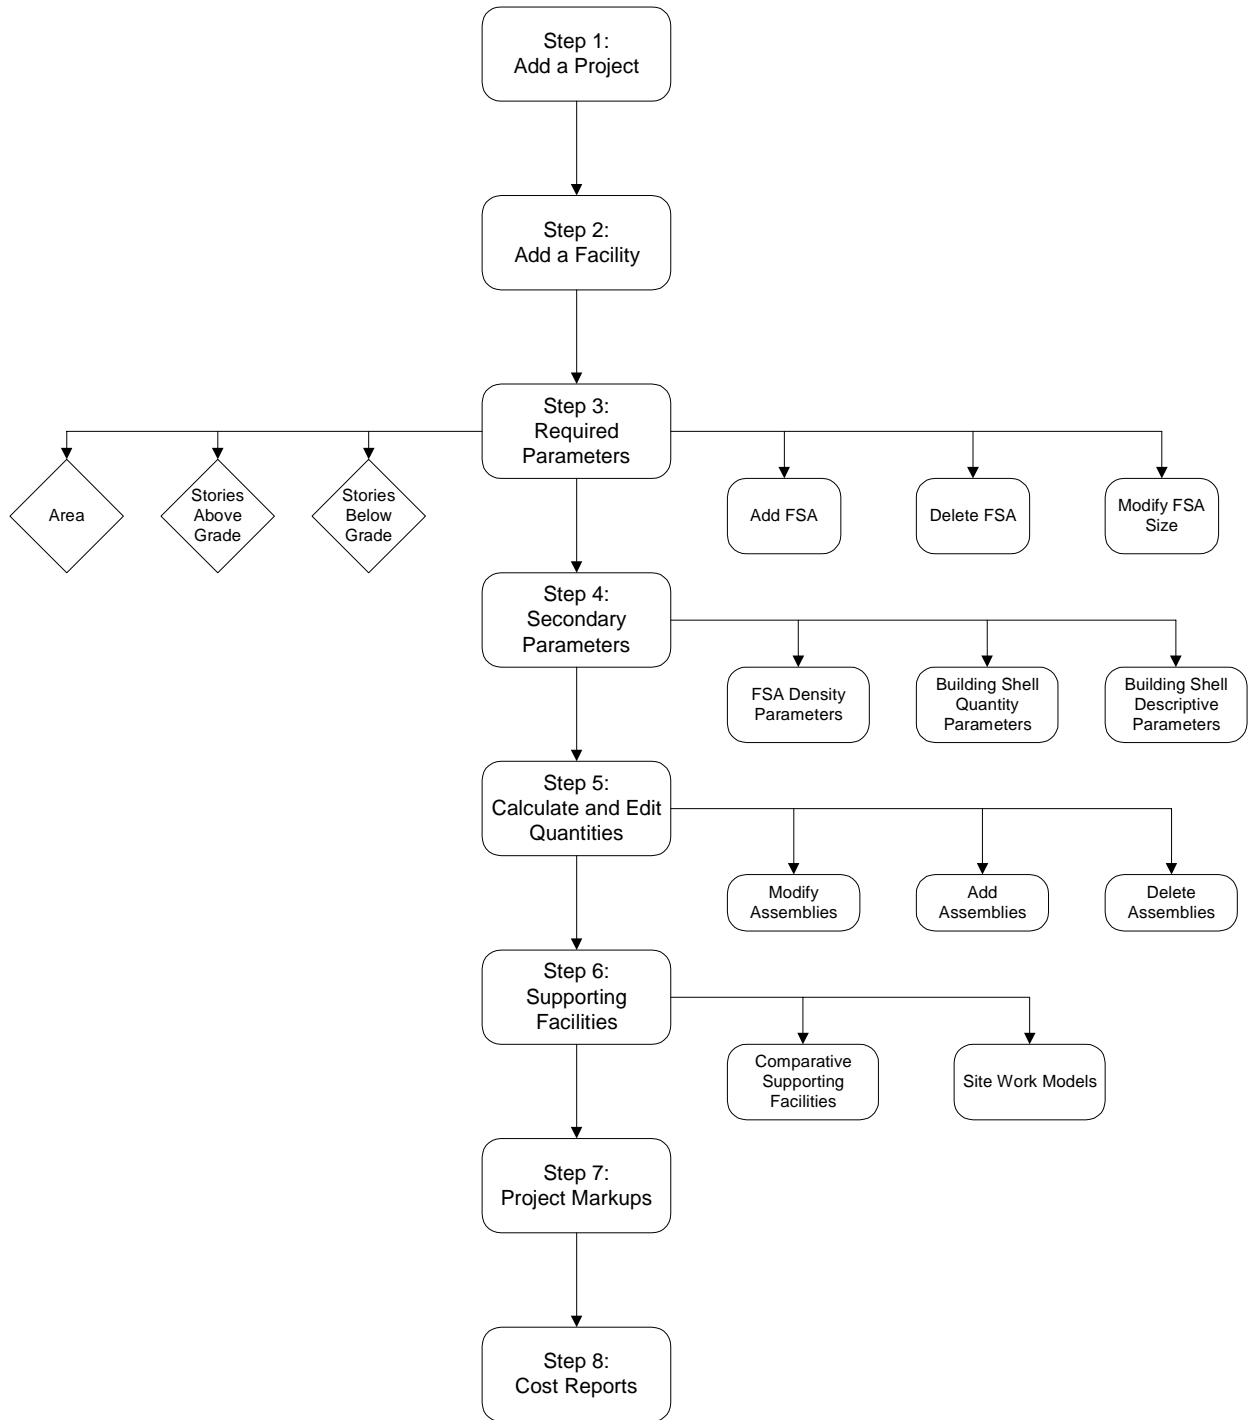 Step 1:
Add a Project
Step 2:
Add a Facility
Step 3:
Required
Parameters
Area
Stories
Above
Grade
Stories
Below
Grade
Add FSA
Delete FSA
Modify FSA
Size
Step 4:
Secondary
Parameters
FSA Density
Parameters
Building Shell
Quantity
Parameters
Building Shell
Descriptive
Parameters
Step 5:
Calculate and Edit
Quantities
Modify
Assemblies
Add
Assemblies
Delete
Assemblies
Step 6:
Supporting
Facilities
Comparative
Supporting
Facilities
Site Work Models
Step 7:
Project Markups
Step 8:
Cost Reports